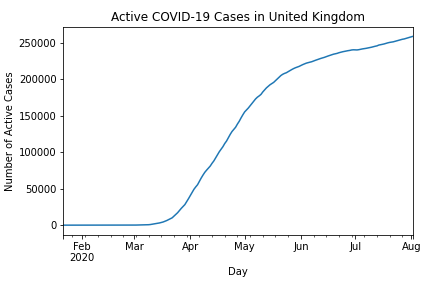 Active COVID-19 Cases in United Kingdom
Number of Active Cases
250000
200000
150000
100000
50000
0
Feb Mar Apr May Jun Jul Aug
2020
Day